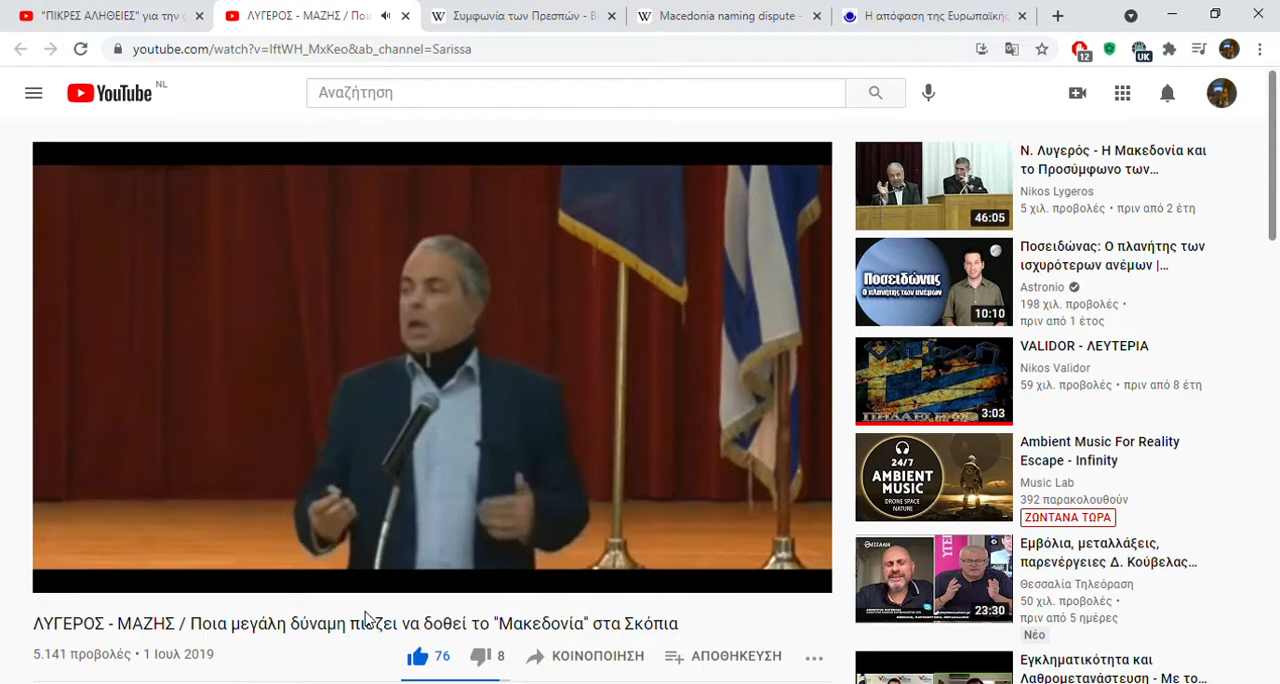 "ΠΙΚΡΕΣ ΑΛΗΘΕΙΕΣ" για την
ΛΥΓΕΡΟΣ - ΜΑΖΗΣ / Ποι
Συμφωνία των Πρεσπών - Β
Macedonia naming dispute -
Η απόφαση της Ευρωπαϊκής
youtube.com/watch?v=IftWH_MxKeo&ab_channel=Sarissa
12
UK
YouTube NL
Αναζήτηση
46:05
Ν. Λυγερός - Η Μακεδονία και
το Προσύμφωνο των...
Nikos Lygeros
5 χιλ. προβολές • πριν από 2 έτη
Ποσειδώνας
Ο πλανήτης των ανέμων
10:10
Ποσειδώνας: Ο πλανήτης των
ισχυρότερων ανέμων |...
Astronio
198 χιλ. προβολές •
πριν από 1 έτος
3:03
VALIDOR - ΛΕΥΤΕΡΙΑ
Nikos Validor
59 χιλ. προβολές • πριν από 8 έτη
24/7
AMBIENT
MUSIC
DRONE SPACE
NATURE
Ambient Music For Reality
Escape - Infinity
Music Lab
392 παρακολουθούν
ΖΩΝΤΑΝΑ ΤΩΡΑ
ΘΕΣΣΑΛΙΑ
23:30
Εμβόλια, μεταλλάξεις,
παρενέργειες Δ. Κούβελας...
Θεσσαλία Τηλεόραση
50 χιλ. προβολές •
πριν από 5 ημέρες
Νέο
Εγκληματικότητα και
Λαθρομετανάστευση - Με το...
ΛΥΓΕΡΟΣ - ΜΑΖΗΣ / Ποια μεγάλη δύναμη πιέζει να δοθεί το "Μακεδονία" στα Σκόπια
5.141 προβολές • 1 Ιουλ 2019
76
8
ΚΟΙΝΟΠΟΙΗΣΗ
ΑΠΟΘΗΚΕΥΣΗ